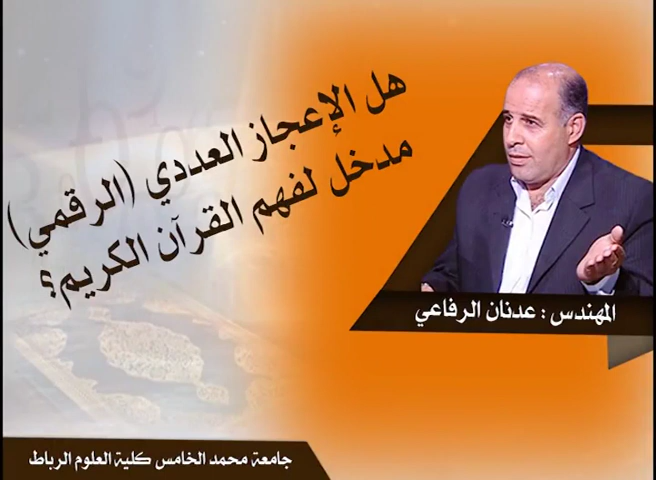 هل الإعجاز العددي (الرقمي)
مدخل لفهم القرآن الكريم؟
المهندس : عدنان الرفاعي
جامعة محمد الخامس كلية العلوم الرباط